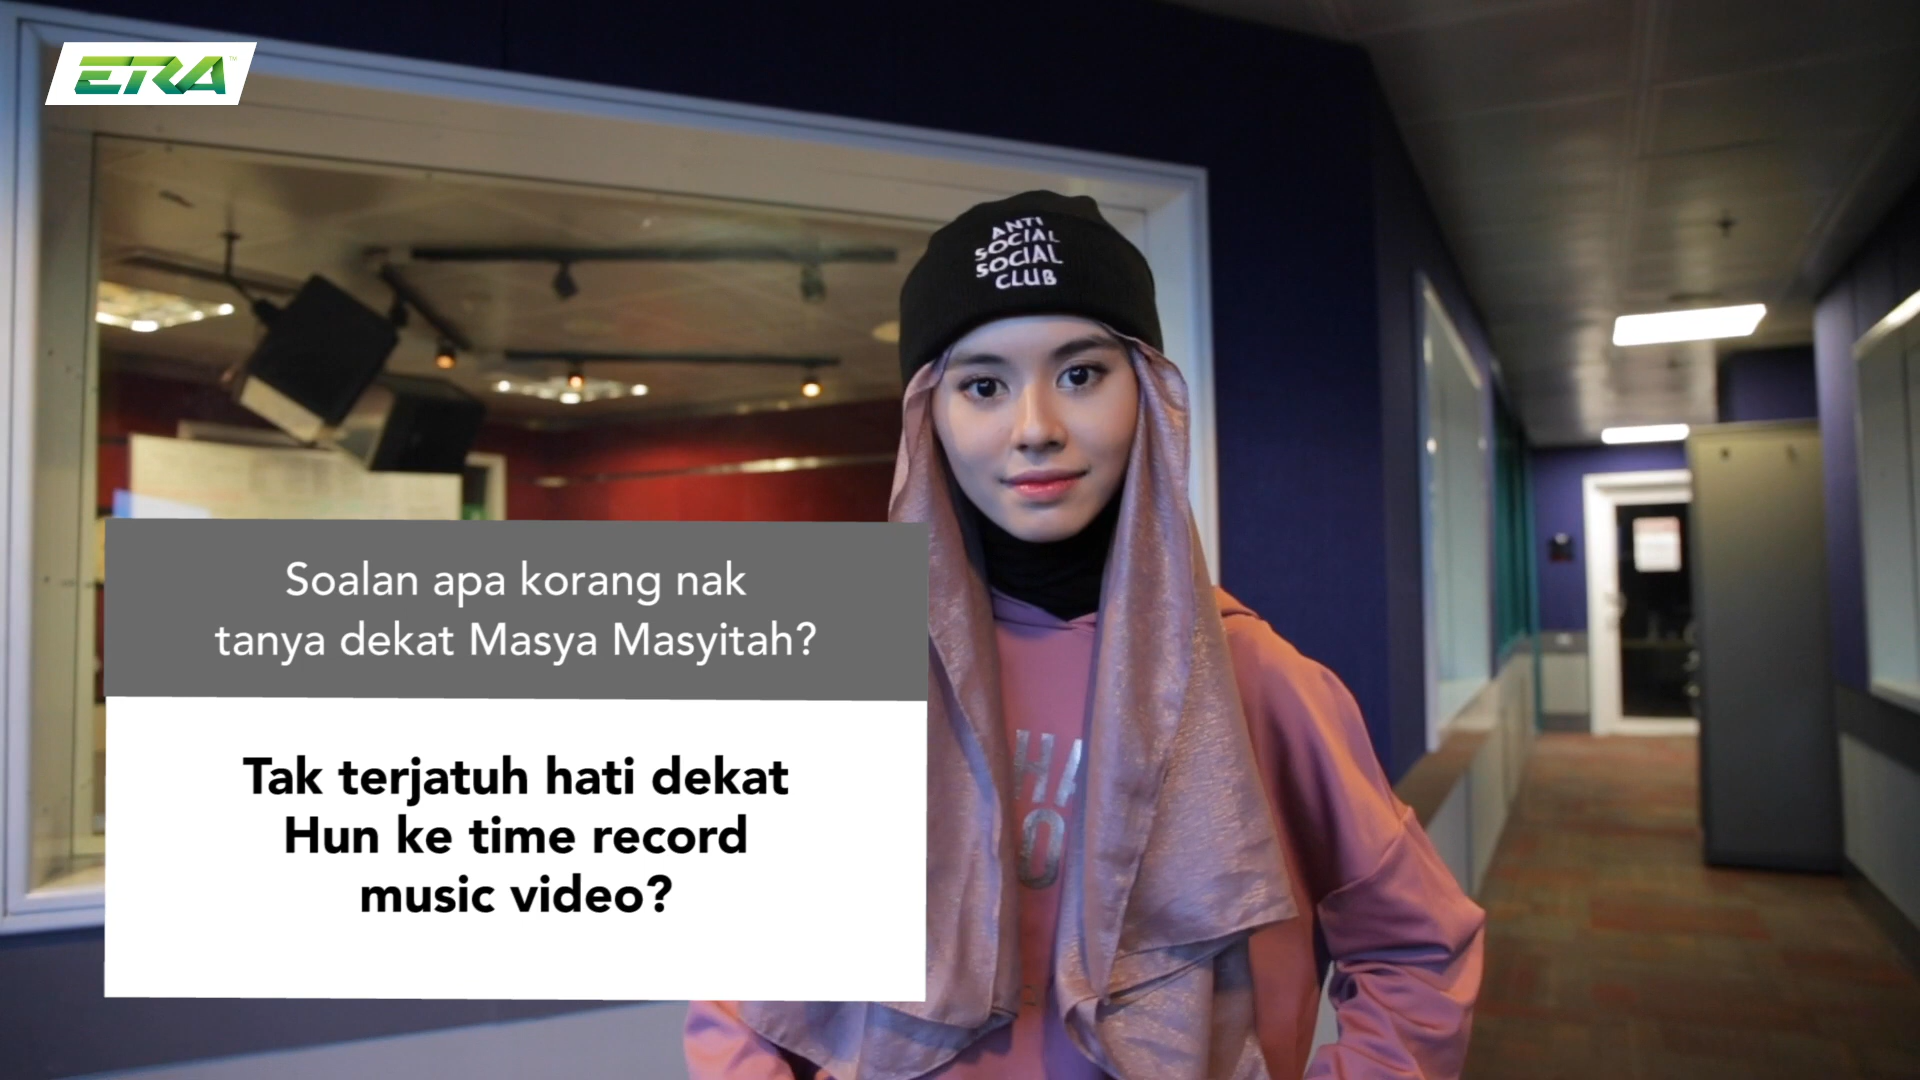 ERA
ANTI
SOCIAL
SOCIAL
CLUB
Soalan apa korang nak
tanya dekat Masya Masyitah?
Tak terjatuh hati dekat
Hun ke time record
music video?